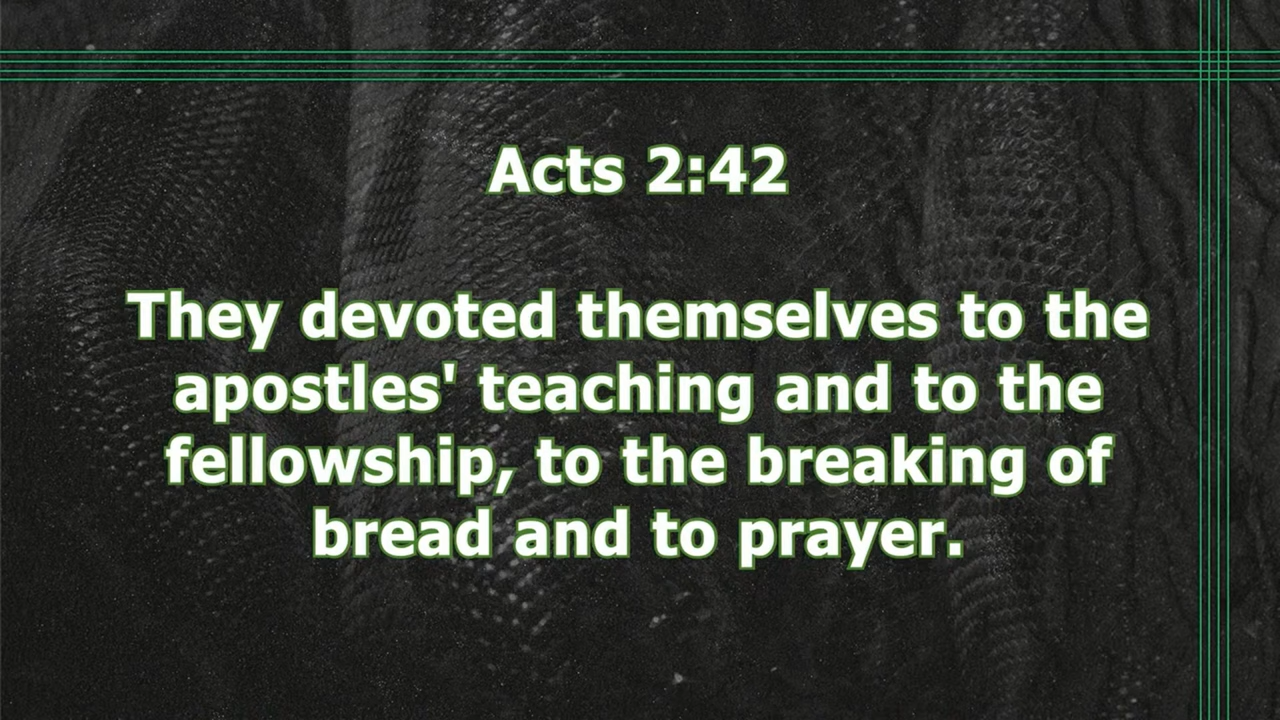 Acts 2:42
They devoted themselves to the
apostles' teaching and to the
fellowship, to the breaking of
bread and to prayer.